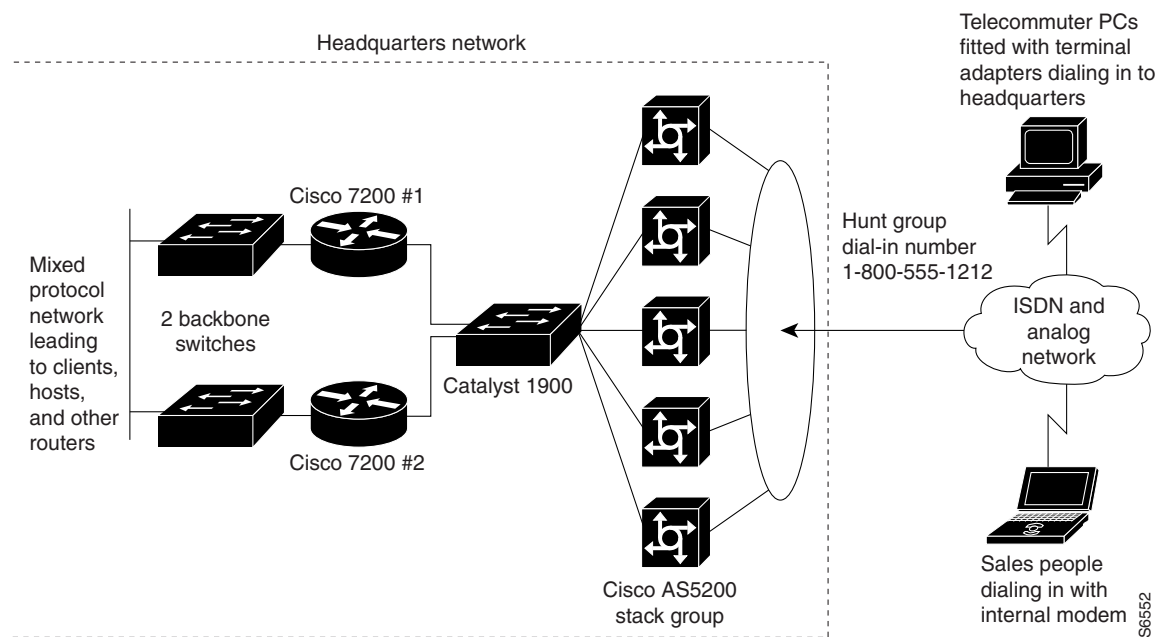 Headquarters network
Telecommuter PCs
fitted with terminal
adapters dialing in to
headquarters
Cisco 7200 #1
Hunt group
dial-in number
1-800-555-1212
Mixed
protocol
network
leading
to clients,
hosts,
and other
routers
2 backbone
switches
Catalyst 1900
ISDN and
analog
network
Cisco 7200 #2
Cisco AS5200
stack group
Sales people
dialing in with
internal modem
S6552